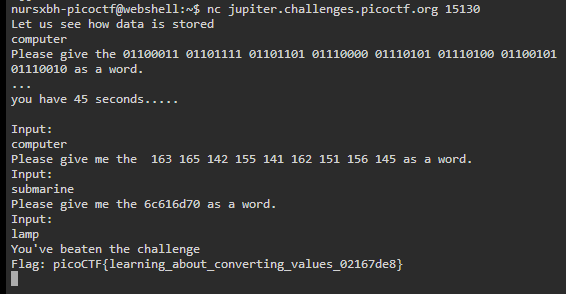 nursxbh-picoctf@webshell:~$ nc jupiter.challenges.picoctf.org 15130
Let us see how data is stored
computer
Please give the 01100011 01101111 01101101 01110000 01110101 01110100 01100101
01110010 as a word.
...
you have 45 seconds.....

Input:
computer
Please give me the  163 165 142 155 141 162 151 156 145 as a word.
Input:
submarine
Please give me the 6c616d70 as a word.
Input:
lamp
You've beaten the challenge
Flag: picoCTF{learning_about_converting_values_02167de8}